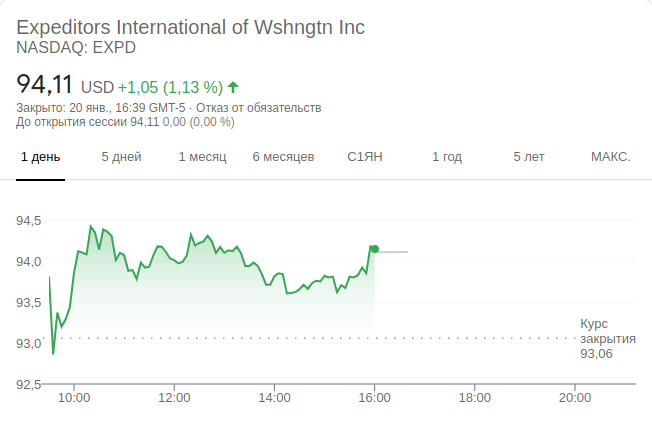 Expeditors International of Wshngtn Inc
NASDAQ: EXPD
94,11 USD +1,05 (1,13 %)
Закрыто: 20 янв., 16:39 GMT-5 · Отказ от обязательств
До открытия сессии 94,11 0,00 (0,00 %)
1 день 5 дней 1 месяц 6 месяцев С1ЯН 1 год 5 лет МАКС.
94,5
94,0
93,5
93,0
92,5
Курс
закрытия
93,06
10:00 12:00 14:00 16:00 18:00 20:00